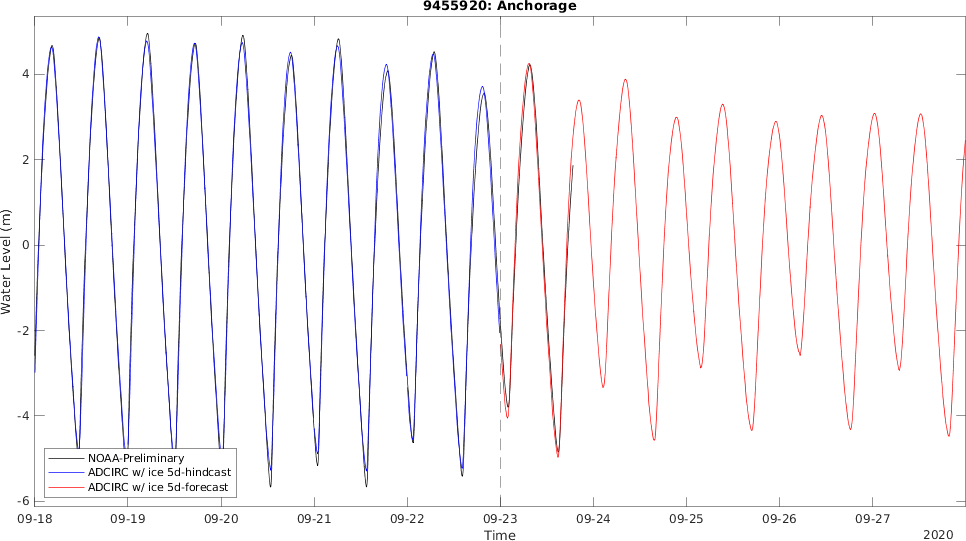 9455920: Anchorage
Water Level (m)
4
2
0
-2
-4
-6
NOAA-Preliminary
ADCIRC w/ ice 5d-hindcast
ADCIRC w/ ice 5d-forecast
09-18 09-19 09-20 09-21 09-22 09-23 09-24 09-25 09-26 09-27
Time
2020